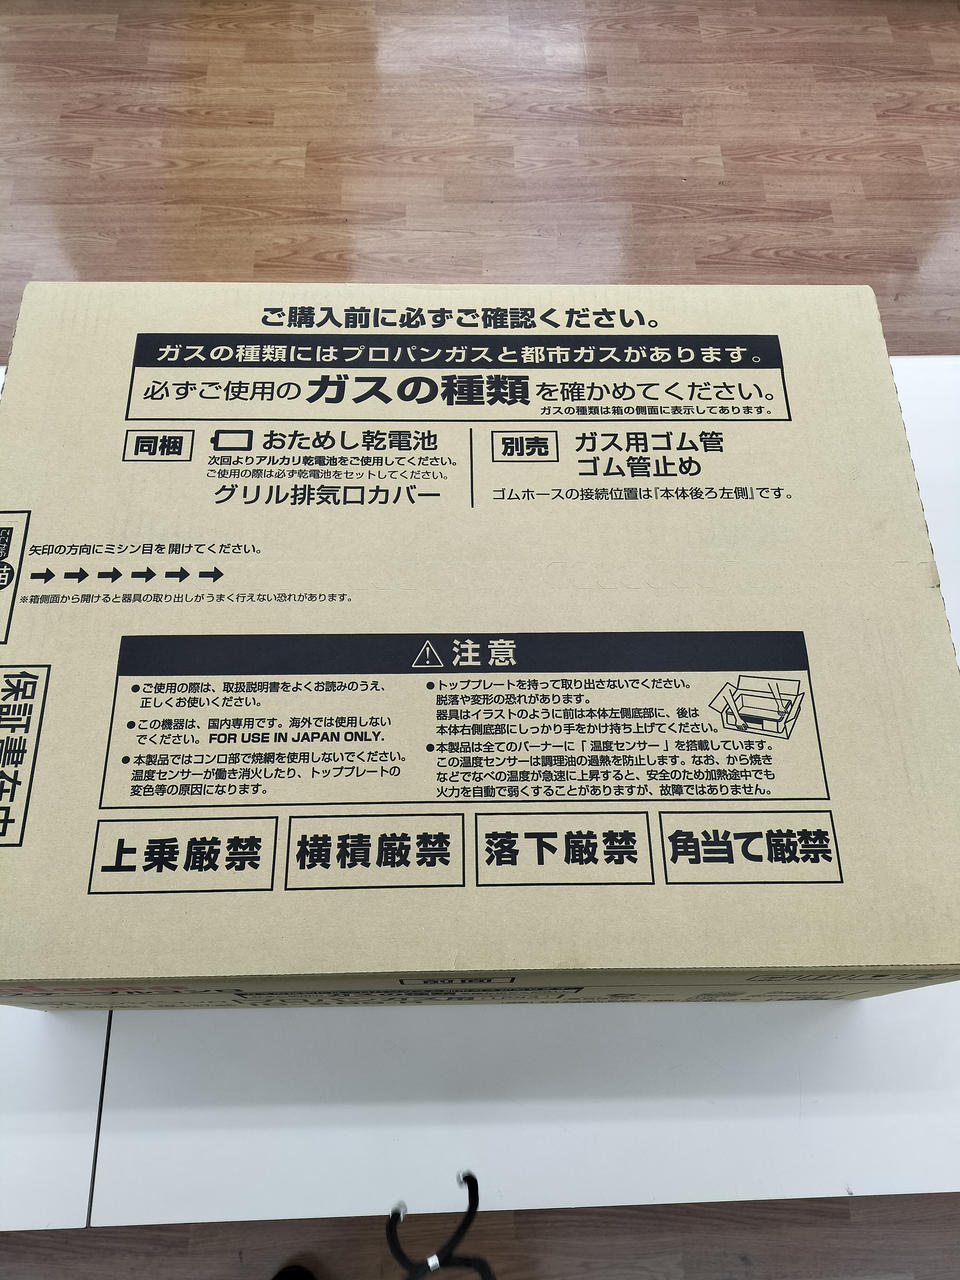 ご購入前に必ずご確認ください。
ガスの種類にはプロパンガスと都市ガスがあります。
必ずご使用のガスの種類を確かめてください。
ガスの種類は箱の側面に表示してあります。
同梱
おためし乾電池
次回よりアルカリ乾電池をご使用してください。
ご使用の際は必ず乾電池をセットしてください。
グリル排気口カバー
別売
ガス用ゴム管
ゴム管止め
ゴムホースの接続位置は『本体後ろ左側』です。
矢印の方向にミシン目を開けてください。
➡ ➡ ➡ ➡ ➡ ➡
※箱側面から開けると器具の取り出しがうまく行えない恐れがあります。
保証書在中
⚠ 注意
●ご使用の際は、取扱説明書をよくお読みのうえ、
正しくお使いください。
●この機器は、国内専用です。海外では使用しない
でください。FOR USE IN JAPAN ONLY.
●本製品ではコンロ部で焼網を使用しないでください。
温度センサーが働き消火したり、トッププレートの
変色等の原因になります。
●トッププレートを持って取り出さないでください。
脱落や変形の恐れがあります。
器具はイラストのように前は本体左側底部に、後は
本体右側底部にしっかり手をかけ持ち上げてください。
●本製品は全てのバーナーに「温度センサー」を搭載しています。
この温度センサーは調理油の過熱を防止します。なお、から焼き
などでなべの温度が急速に上昇すると、安全のため加熱途中でも
火力を自動で弱くすることがありますが、故障ではありません。
上乗厳禁
横積厳禁
落下厳禁
角当て厳禁